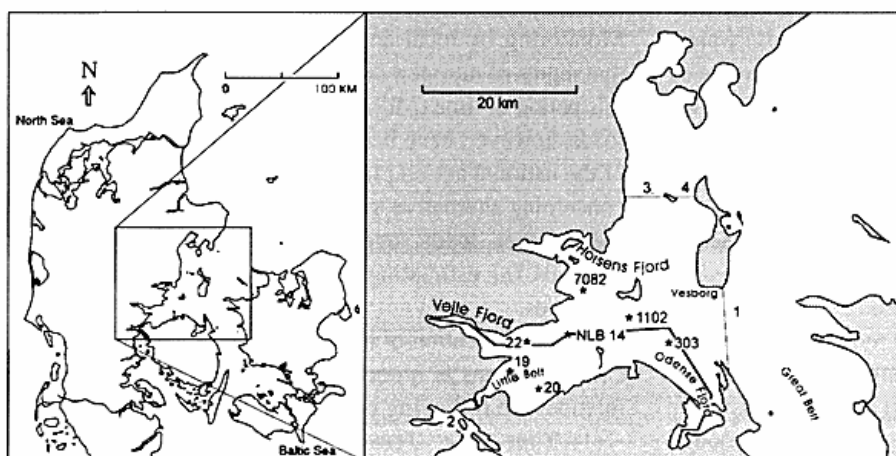 N
0 100 KM
North Sea
Baltic Sea
20 km
3 4
Horsens Fjord
7082
Vesborg
1
Vejle Fjord
1102
22 NLB 14
303
19
Little Belt
20
Odense Fjord
Great Belt
2